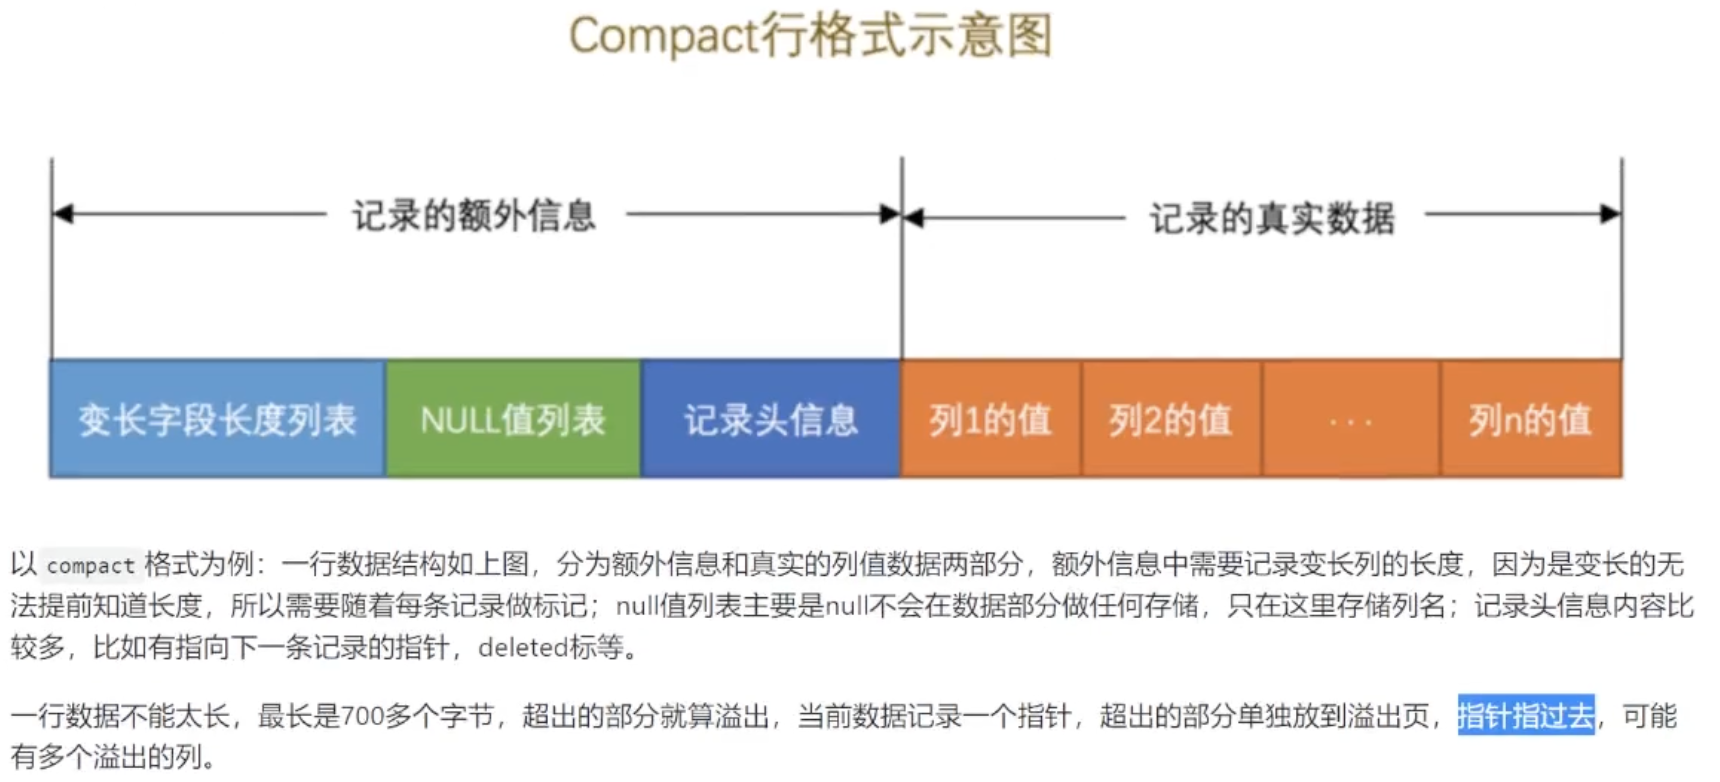 Compact行格式示意图
记录的额外信息
记录的真实数据
变长字段长度列表
NULL值列表
记录头信息
列1的值
列2的值
···
列n的值
以 compact 格式为例：一行数据结构如上图，分为额外信息和真实的列值数据两部分，额外信息中需要记录变长列的长度，因为是变长的无
法提前知道长度，所以需要随着每条记录做标记；null值列表主要是null不会在数据部分做任何存储，只在这里存储列名；记录头信息内容比
较多，比如有指向下一条记录的指针，deleted标等。
一行数据不能太长，最长是700多个字节，超出的部分就算溢出，当前数据记录一个指针，超出的部分单独放到溢出页，指针指过去，可能
有多个溢出的列。